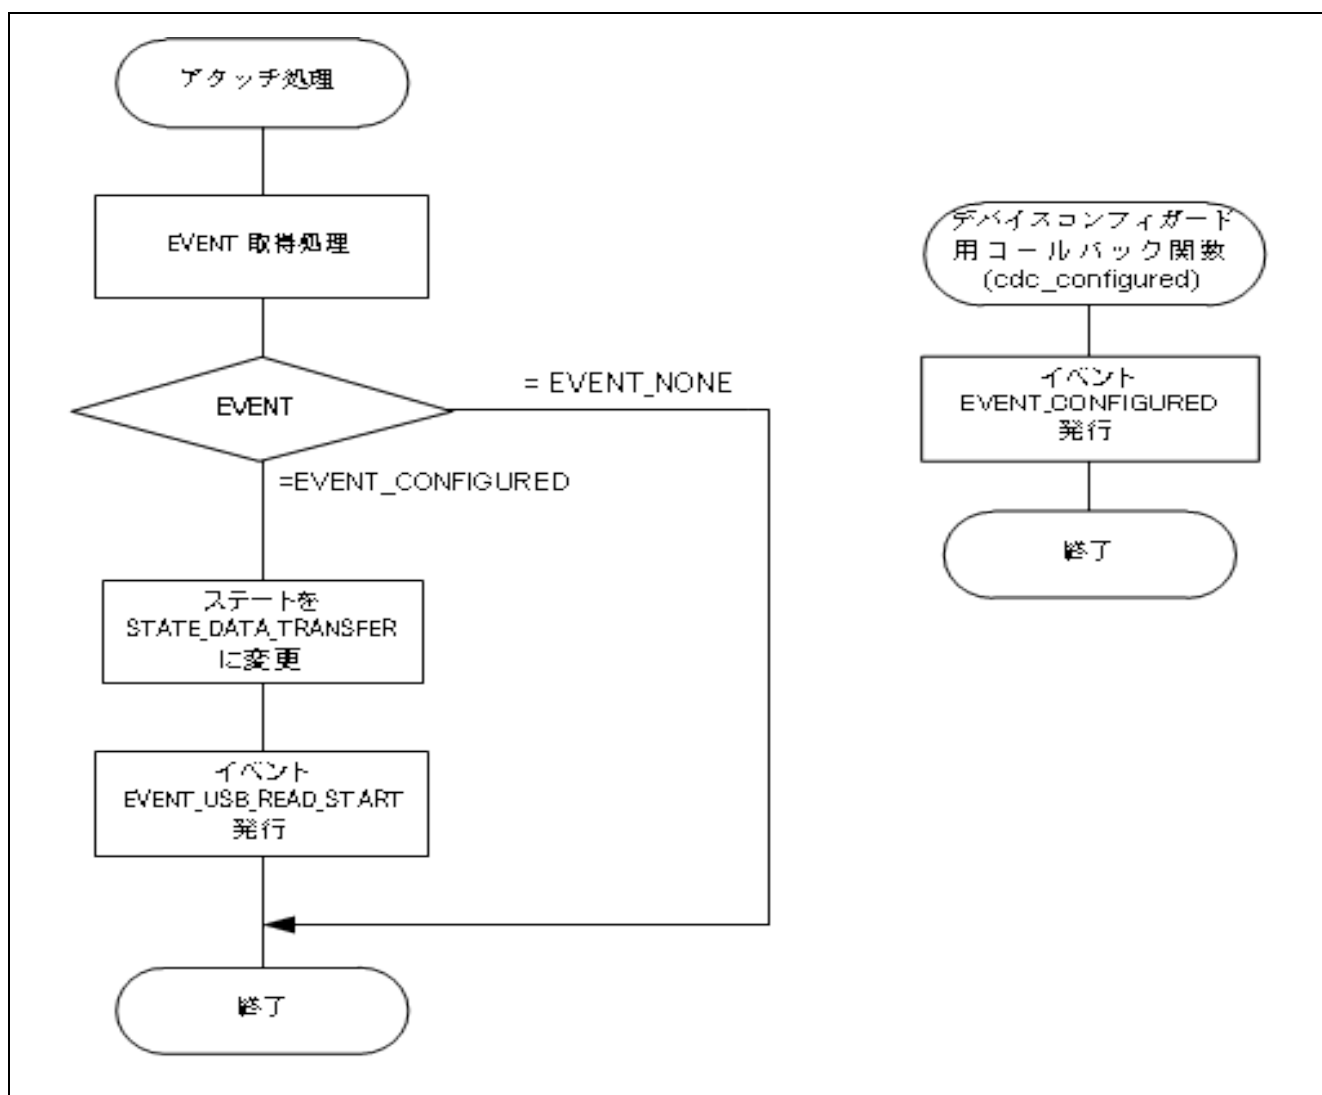 アタッチ処理
EVENT 取得処理
EVENT
= EVENT_NONE
=EVENT_CONFIGURED
ステートを
STATE_DATA_TRANSFER
に変更
イベント
EVENT_USB_READ_START
発行
終了
デバイスコンフィガード
用コールバック関数
(cdc_configured)
イベント
EVENT_CONFIGURED
発行
終了